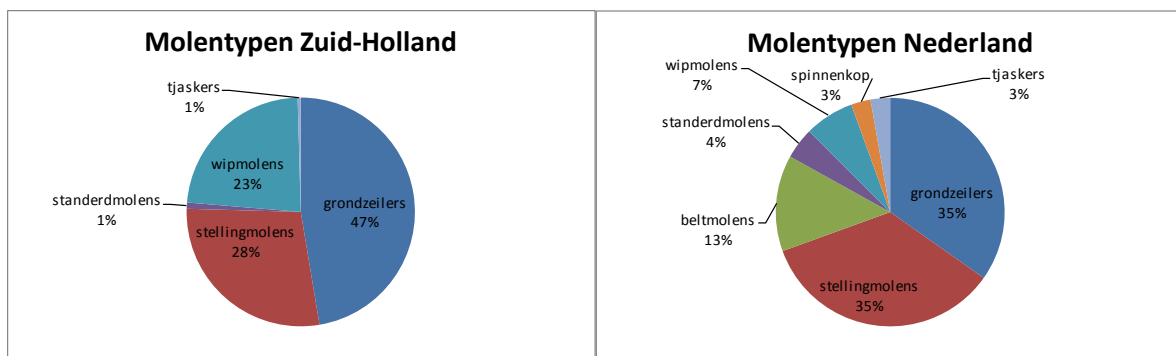 Molentypen Zuid-Holland
tjaskers
1%
wipmolens
23%
standerdmolens
1%
grondzeilers
47%
stellingmolens
28%
Molentypen Nederland
wipmolens
7%
spinnenkop
3%
tjaskers
3%
standerdmolens
4%
beltmolens
13%
grondzeilers
35%
stellingmolens
35%